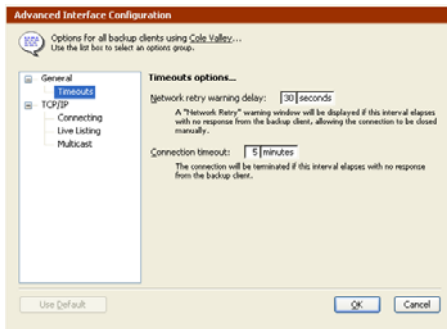 Advanced Interface Configuration
Options for all backup clients using Cole Valley...
Use the list box to select an options group.
General
Timeouts
TCP/IP
Connecting
Live Listing
Multicast
Timeouts options...
Network retry warning delay: 30 seconds
A "Network Retry" warning window will be displayed if this interval elapses
with no response from the backup client, allowing the connection to be closed
manually.
Connection timeout: 5 minutes
The connection will be terminated if this interval elapses with no response
from the backup client.
Use Default
OK
Cancel